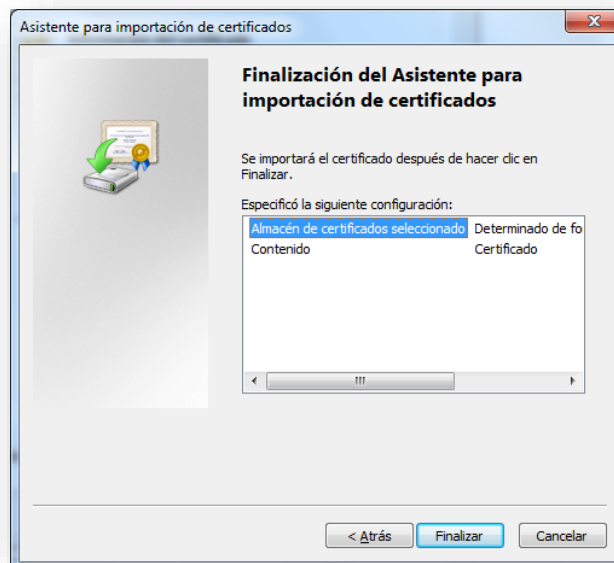 Asistente para importación de certificados
Finalización del Asistente para
importación de certificados
Se importará el certificado después de hacer clic en
Finalizar.
Especificó la siguiente configuración:
Almacén de certificados seleccionado Determinado de fo
Contenido Certificado
< Atrás Finalizar Cancelar